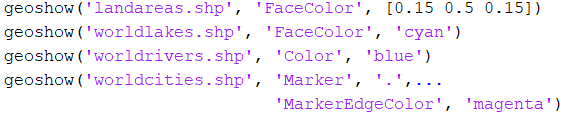 geoshow('landareas.shp', 'FaceColor', [0.15 0.5 0.15])
geoshow('worldlakes.shp', 'FaceColor', 'cyan')
geoshow('worldrivers.shp', 'Color', 'blue')
geoshow('worldcities.shp', 'Marker', '.',...
'MarkerEdgeColor', 'magenta')